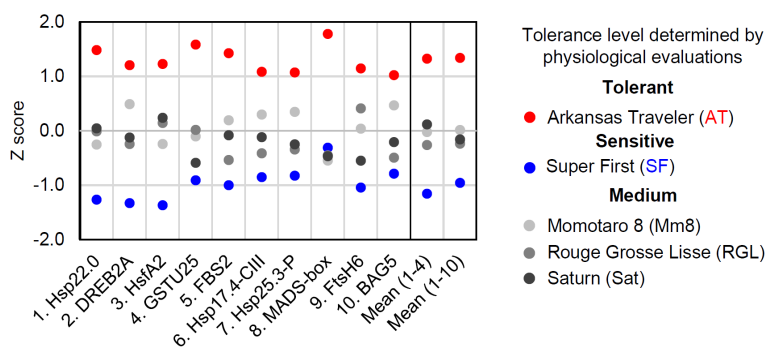 2.0
1.0
0.0
-1.0
-2.0
Z score
1. Hsp22.0
2. DREB2A
3. HsfA2
4. GSTU25
5. FBS2
6. Hsp17.4-CIII
7. Hsp25.3-P
8. MADS-box
9. FtsH6
10. BAG5
Mean (1-4)
Mean (1-10)
Tolerance level determined by
physiological evaluations
Tolerant
Arkansas Traveler (AT)
Sensitive
Super First (SF)
Medium
Momotaro 8 (Mm8)
Rouge Grosse Lisse (RGL)
Saturn (Sat)